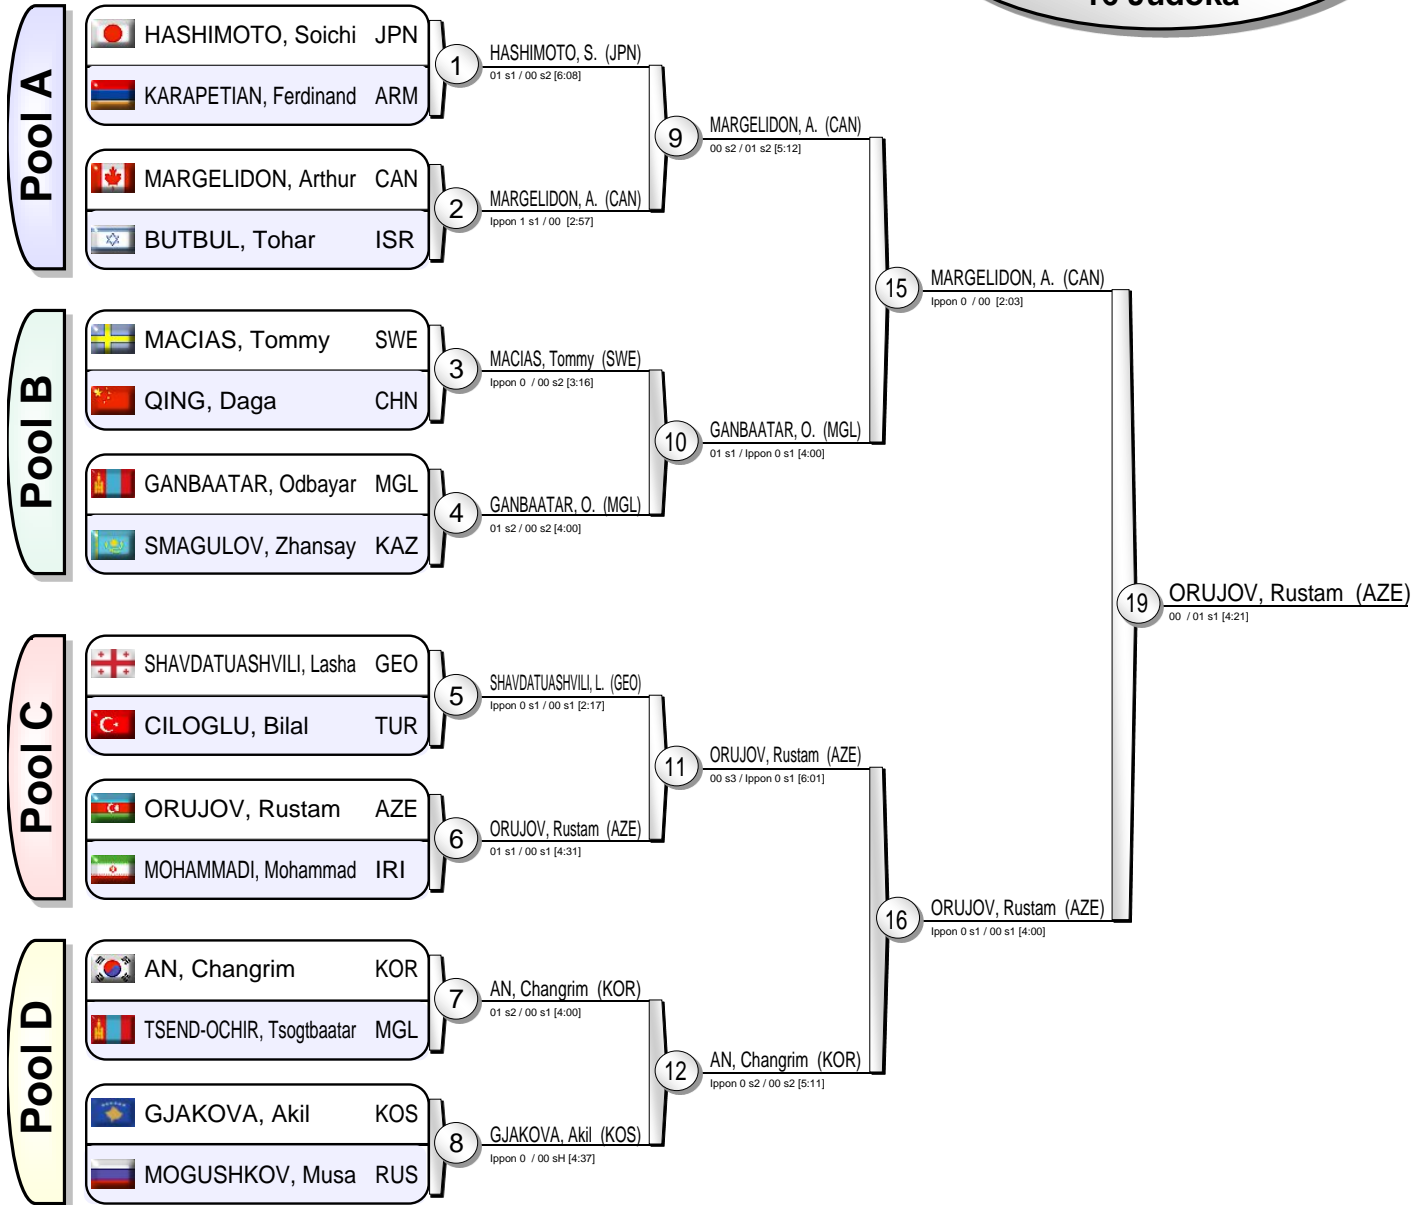 16 Judoka
Pool A
HASHIMOTO, Soichi JPN
KARAPETIAN, Ferdinand ARM
1
HASHIMOTO, S. (JPN)
01 s1 / 00 s2 [6:08]
MARGELIDON, Arthur CAN
BUTBUL, Tohar ISR
2
MARGELIDON, A. (CAN)
Ippon 1 s1 / 00 [2:57]
9
MARGELIDON, A. (CAN)
00 s2 / 01 s2 [5:12]
Pool B
MACIAS, Tommy SWE
QING, Daga CHN
3
MACIAS, Tommy (SWE)
Ippon 0 / 00 s2 [3:16]
GANBAATAR, Odbayar MGL
SMAGULOV, Zhansay KAZ
4
GANBAATAR, O. (MGL)
01 s2 / 00 s2 [4:00]
10
GANBAATAR, O. (MGL)
01 s1 / Ippon 0 s1 [4:00]
15
MARGELIDON, A. (CAN)
Ippon 0 / 00 [2:03]
Pool C
SHAVDATUASHVILI, Lasha GEO
CILOGLU, Bilal TUR
5
SHAVDATUASHVILI, L. (GEO)
Ippon 0 s1 / 00 s1 [2:17]
ORUJOV, Rustam AZE
MOHAMMADI, Mohammad IRI
6
ORUJOV, Rustam (AZE)
01 s1 / 00 s1 [4:31]
11
ORUJOV, Rustam (AZE)
00 s3 / Ippon 0 s1 [6:01]
Pool D
AN, Changrim KOR
TSEND-OCHIR, Tsogtbaatar MGL
7
AN, Changrim (KOR)
01 s2 / 00 s1 [4:00]
GJAKOVA, Akil KOS
MOGUSHKOV, Musa RUS
8
GJAKOVA, Akil (KOS)
Ippon 0 / 00 sH [4:37]
12
AN, Changrim (KOR)
Ippon 0 s2 / 00 s2 [5:11]
16
ORUJOV, Rustam (AZE)
Ippon 0 s1 / 00 s1 [4:00]
19
ORUJOV, Rustam (AZE)
00 / 01 s1 [4:21]